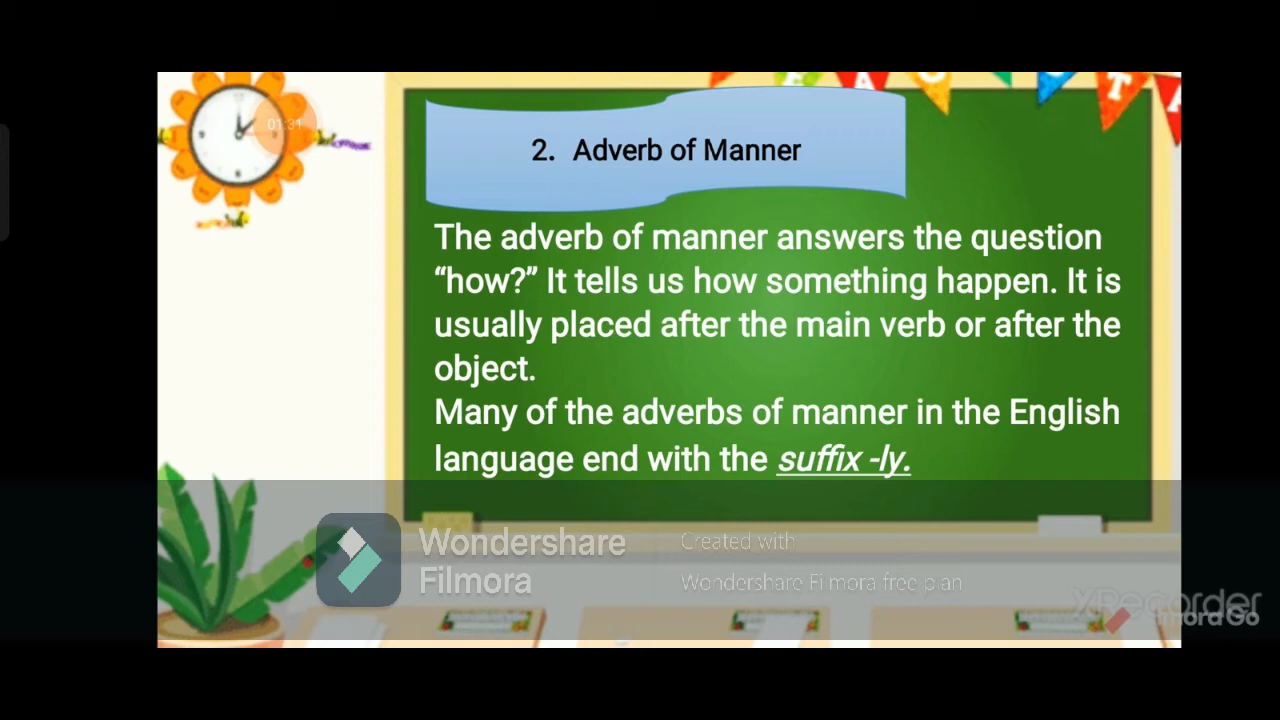 01:31
2. Adverb of Manner
The adverb of manner answers the question
“how?” It tells us how something happen. It is
usually placed after the main verb or after the
object.
Many of the adverbs of manner in the English
language end with the suffix -ly.
Wondershare
Filmora
Created with
Wondershare Filmora free plan
XRecorder